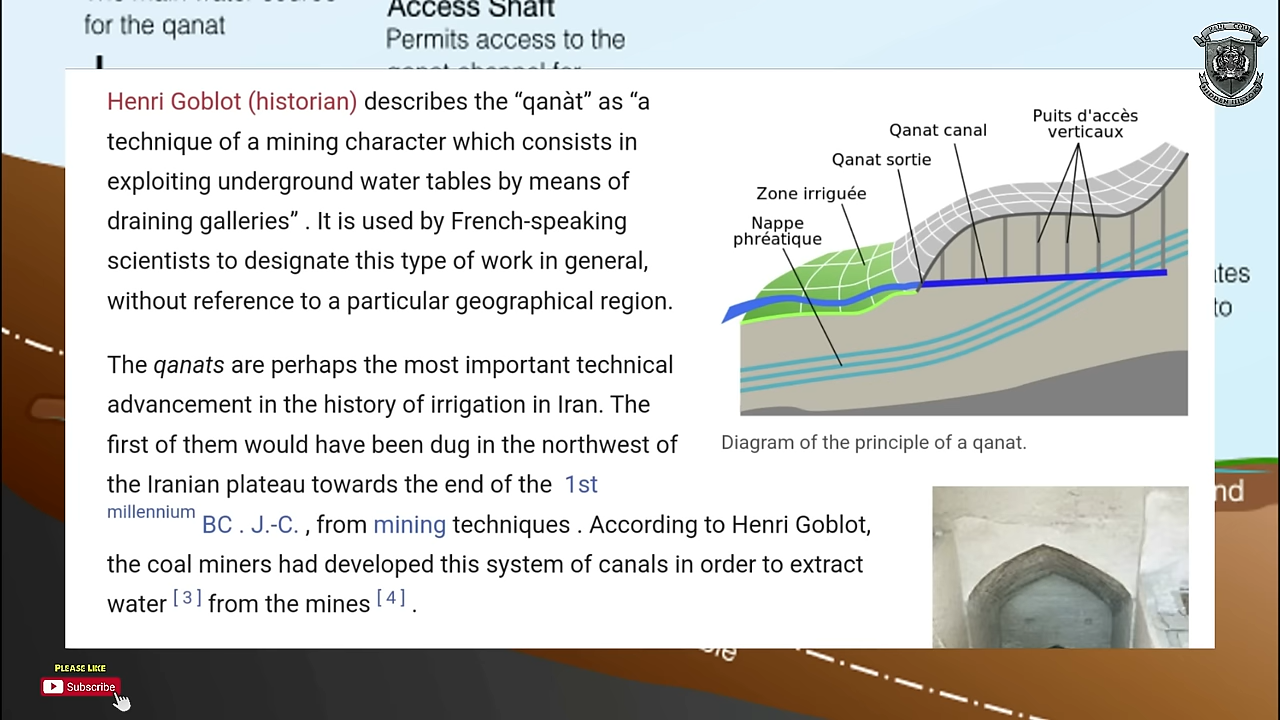 for the qanat
Access Shaft
Permits access to the
Henri Goblot (historian) describes the “qanàt” as “a
technique of a mining character which consists in
exploiting underground water tables by means of
draining galleries” . It is used by French-speaking
scientists to designate this type of work in general,
without reference to a particular geographical region.
The qanats are perhaps the most important technical
advancement in the history of irrigation in Iran. The
first of them would have been dug in the northwest of
the Iranian plateau towards the end of the 1st
millennium BC . J.-C. , from mining techniques . According to Henri Goblot,
the coal miners had developed this system of canals in order to extract
water [ 3 ] from the mines [ 4 ] .
Puits d'accès
verticaux
Qanat canal
Qanat sortie
Zone irriguée
Nappe
phréatique
Diagram of the principle of a qanat.
PLEASE LIKE
Subscribe